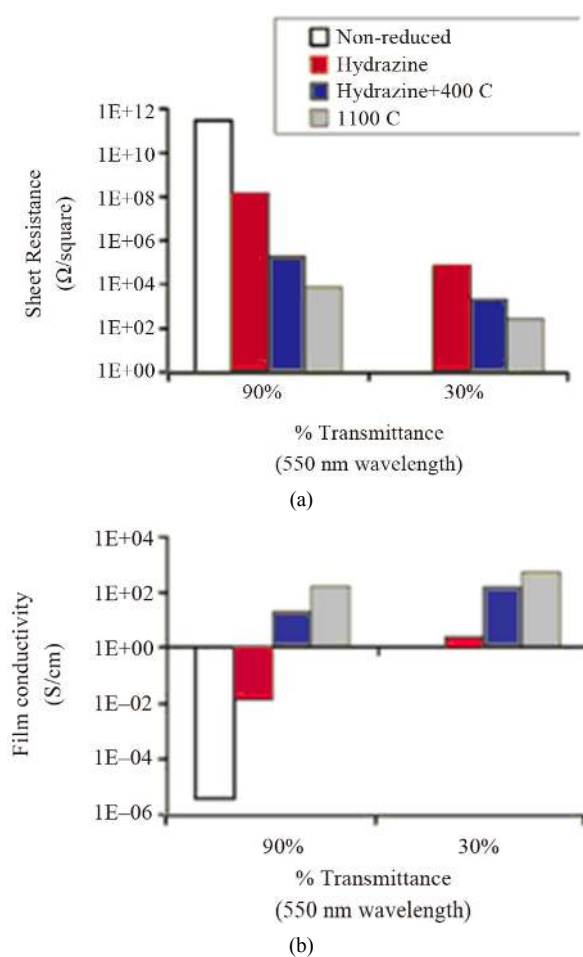 Non-reduced
Hydrazine
Hydrazine+400 C
1100 C
Sheet Resistance
(Ω/square)
1E+12
1E+10
1E+08
1E+06
1E+04
1E+02
1E+00
90%
30%
% Transmittance
(550 nm wavelength)
(a)
Film conductivity
(S/cm)
1E+04
1E+02
1E+00
1E–02
1E–04
1E–06
90%
30%
% Transmittance
(550 nm wavelength)
(b)